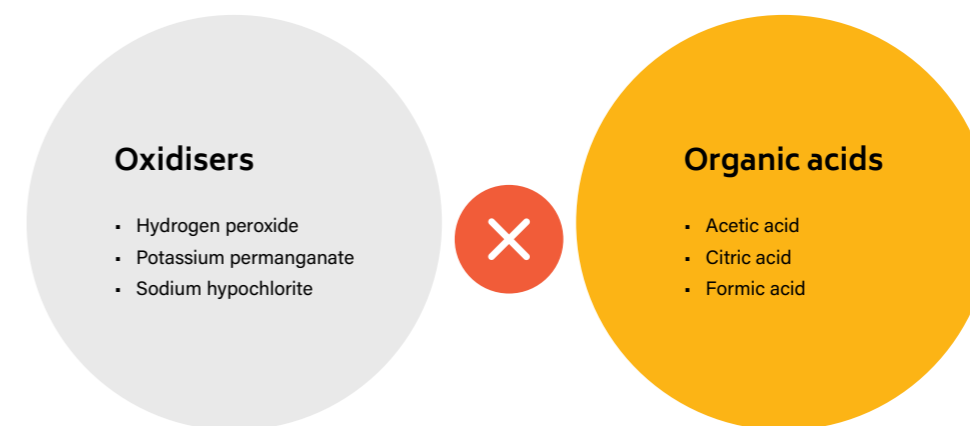 Oxidisers
▪ Hydrogen peroxide
▪ Potassium permanganate
▪ Sodium hypochlorite
Organic acids
▪ Acetic acid
▪ Citric acid
▪ Formic acid